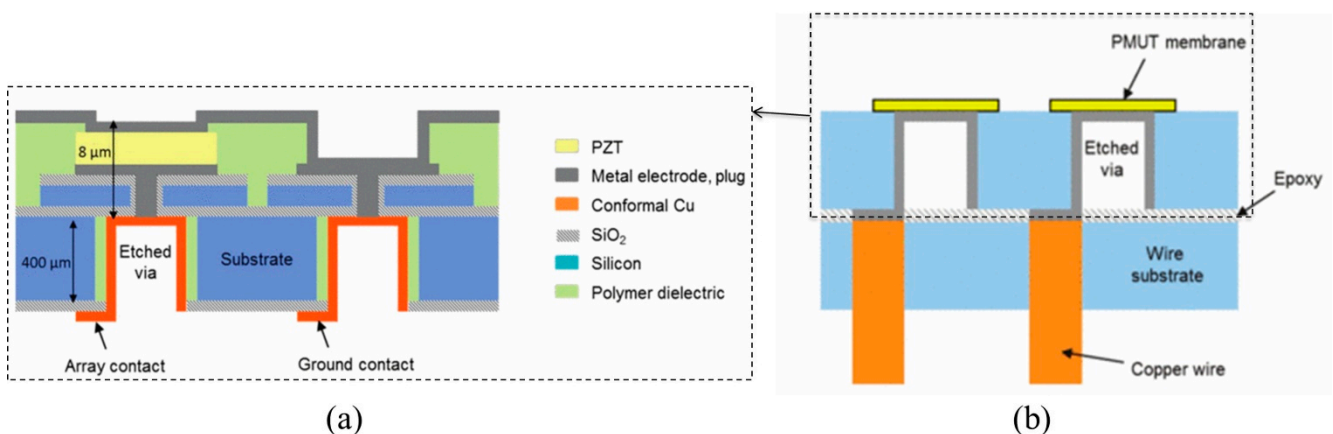 8 μm
400 μm
Etched
via
Substrate
Array contact
Ground contact
PZT
Metal electrode, plug
Conformal Cu
SiO₂
Silicon
Polymer dielectric
(a)
PMUT membrane
Etched
via
Epoxy
Wire
substrate
Copper wire
(b)